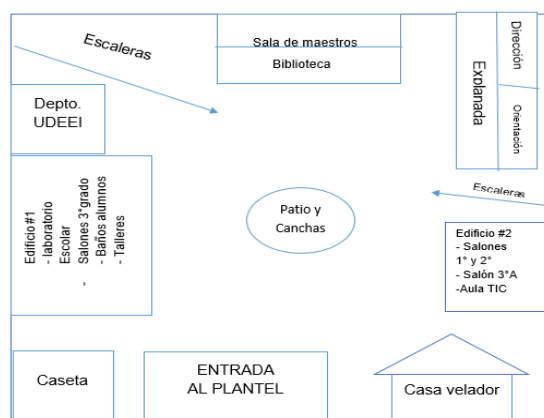 Escaleras
Sala de maestros
Biblioteca
Dirección
Explanada
Orientación
Depto.
UDEEI
Escaleras
Edificio #1
- laboratorio
Escolar
- Salones 3°grado
- Baños alumnos
- Talleres
Patio y
Canchas
Edificio #2
- Salones
1° y 2°
- Salón 3°A
-Aula TIC
Caseta
ENTRADA
AL PLANTEL
Casa velador